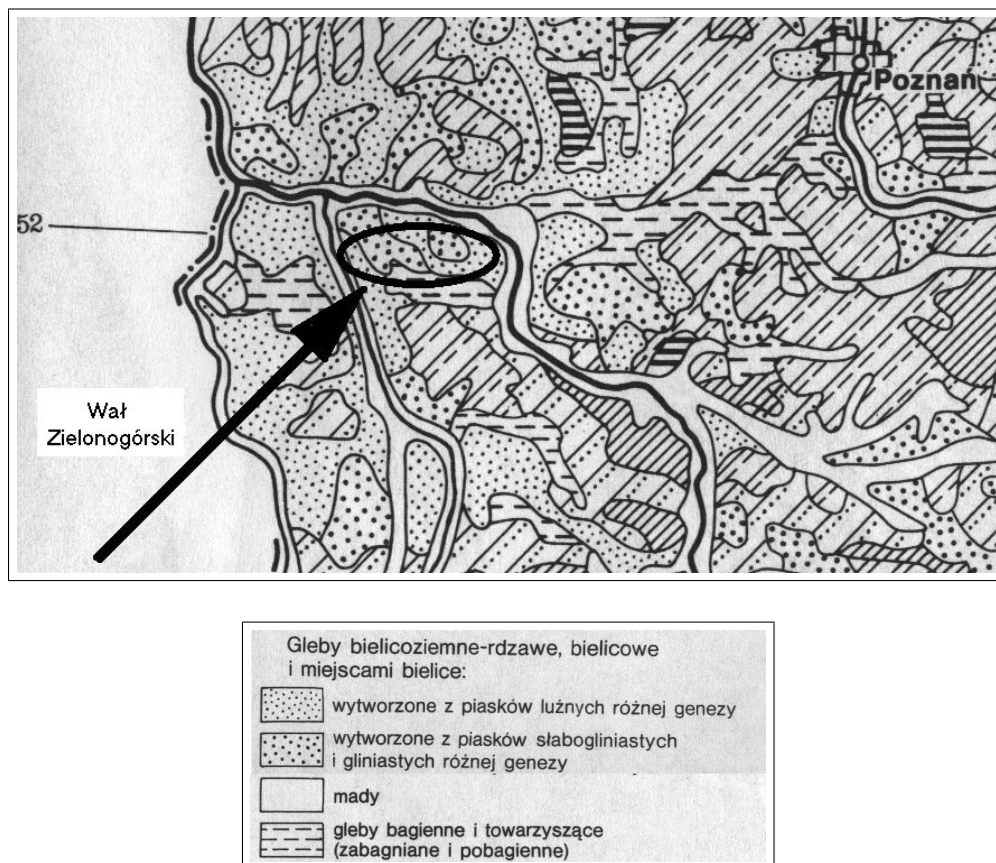 Poznań
52
Wał
Zielonogórski
Gleby bielicoziemne-rdzawe, bielicowe
i miejscami bielice:
wytworzone z piasków luźnych różnej genezy
wytworzone z piasków słabogliniastych
i gliniastych różnej genezy
mady
gleby bagienne i towarzyszące
(zabagniane i pobagienne)